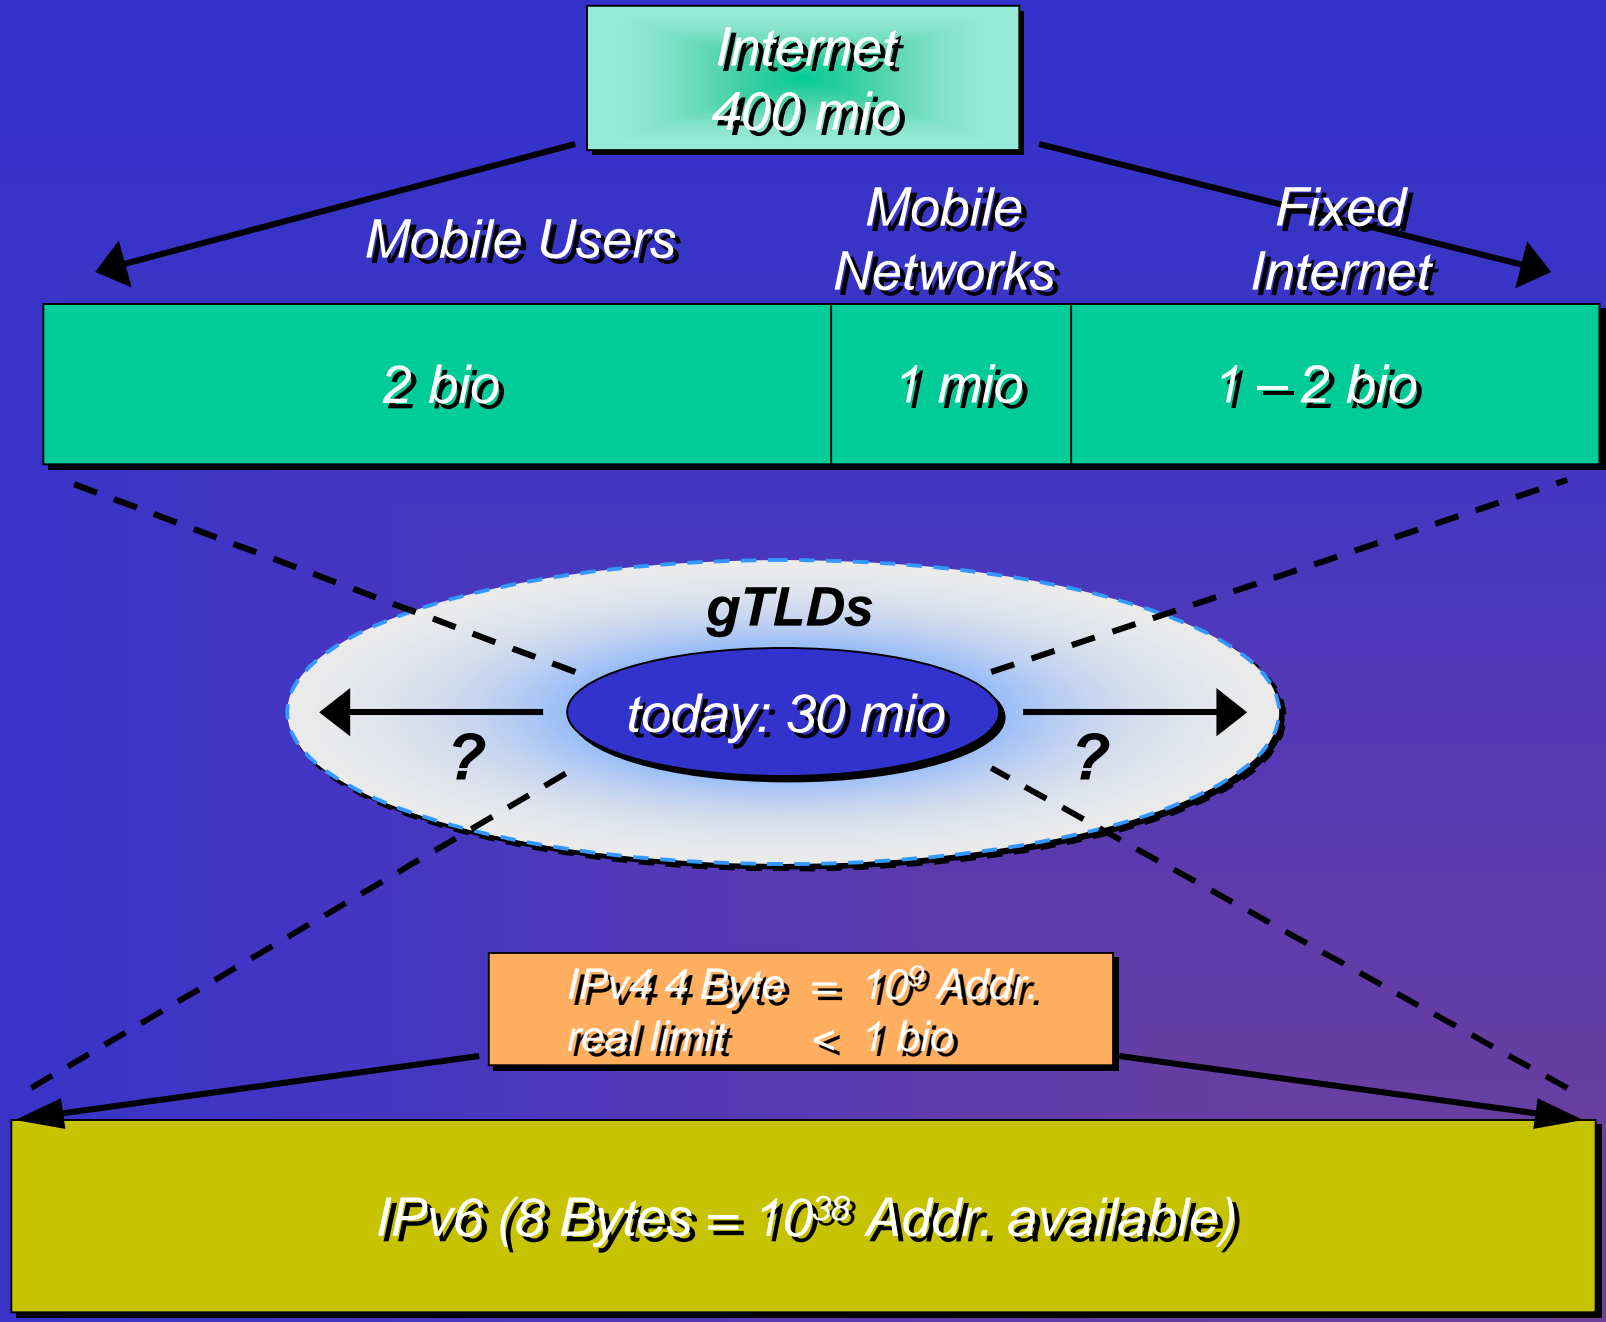 Internet
400 mio
Mobile Users
Mobile
Networks
Fixed
Internet
2 bio
1 mio
1 – 2 bio
gTLDs
today: 30 mio
?
?
IPv4 4 Byte = 10⁹ Addr.
real limit < 1 bio
IPv6 (8 Bytes = 10³⁸ Addr. available)